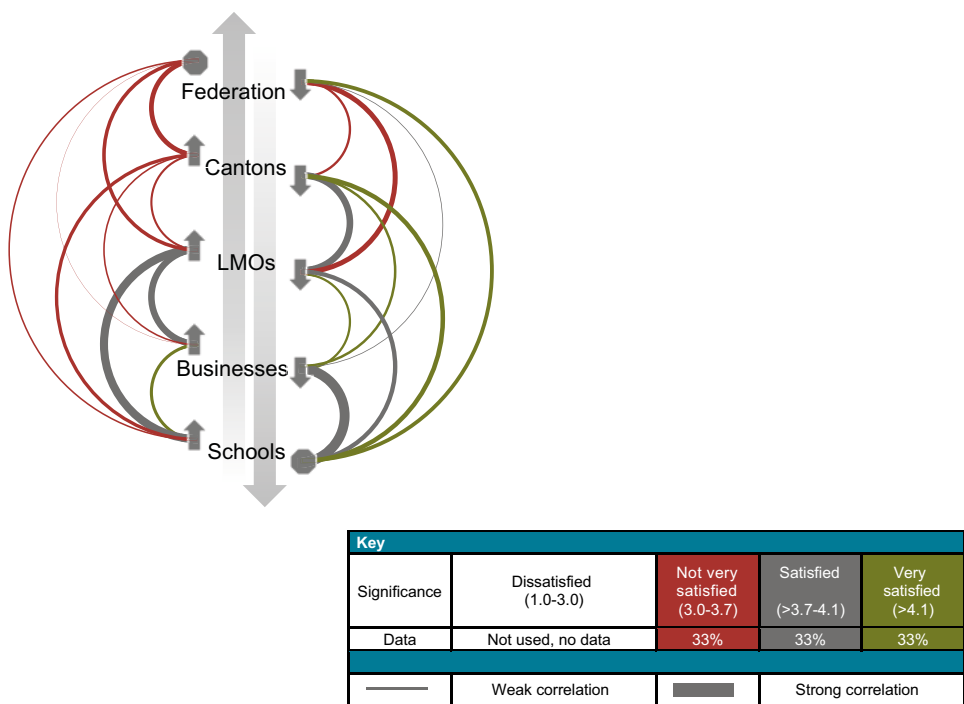 Federation
Cantons
LMOs
Businesses
Schools
Key
Significance
Dissatisfied
(1.0-3.0)
Not very
satisfied
(3.0-3.7)
Satisfied
(>3.7-4.1)
Very
satisfied
(>4.1)
Data
Not used, no data
33%
33%
33%
Weak correlation
Strong correlation